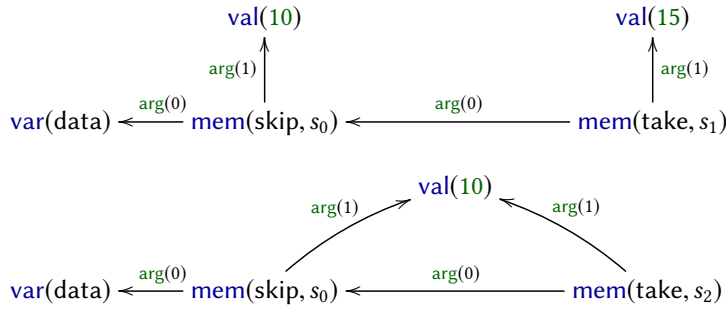 val(10) val(15)
arg(1) arg(1)
arg(0) arg(0)
var(data) mem(skip, s₀) mem(take, s₁)
val(10)
arg(1) arg(1)
arg(0) arg(0)
var(data) mem(skip, s₀) mem(take, s₂)